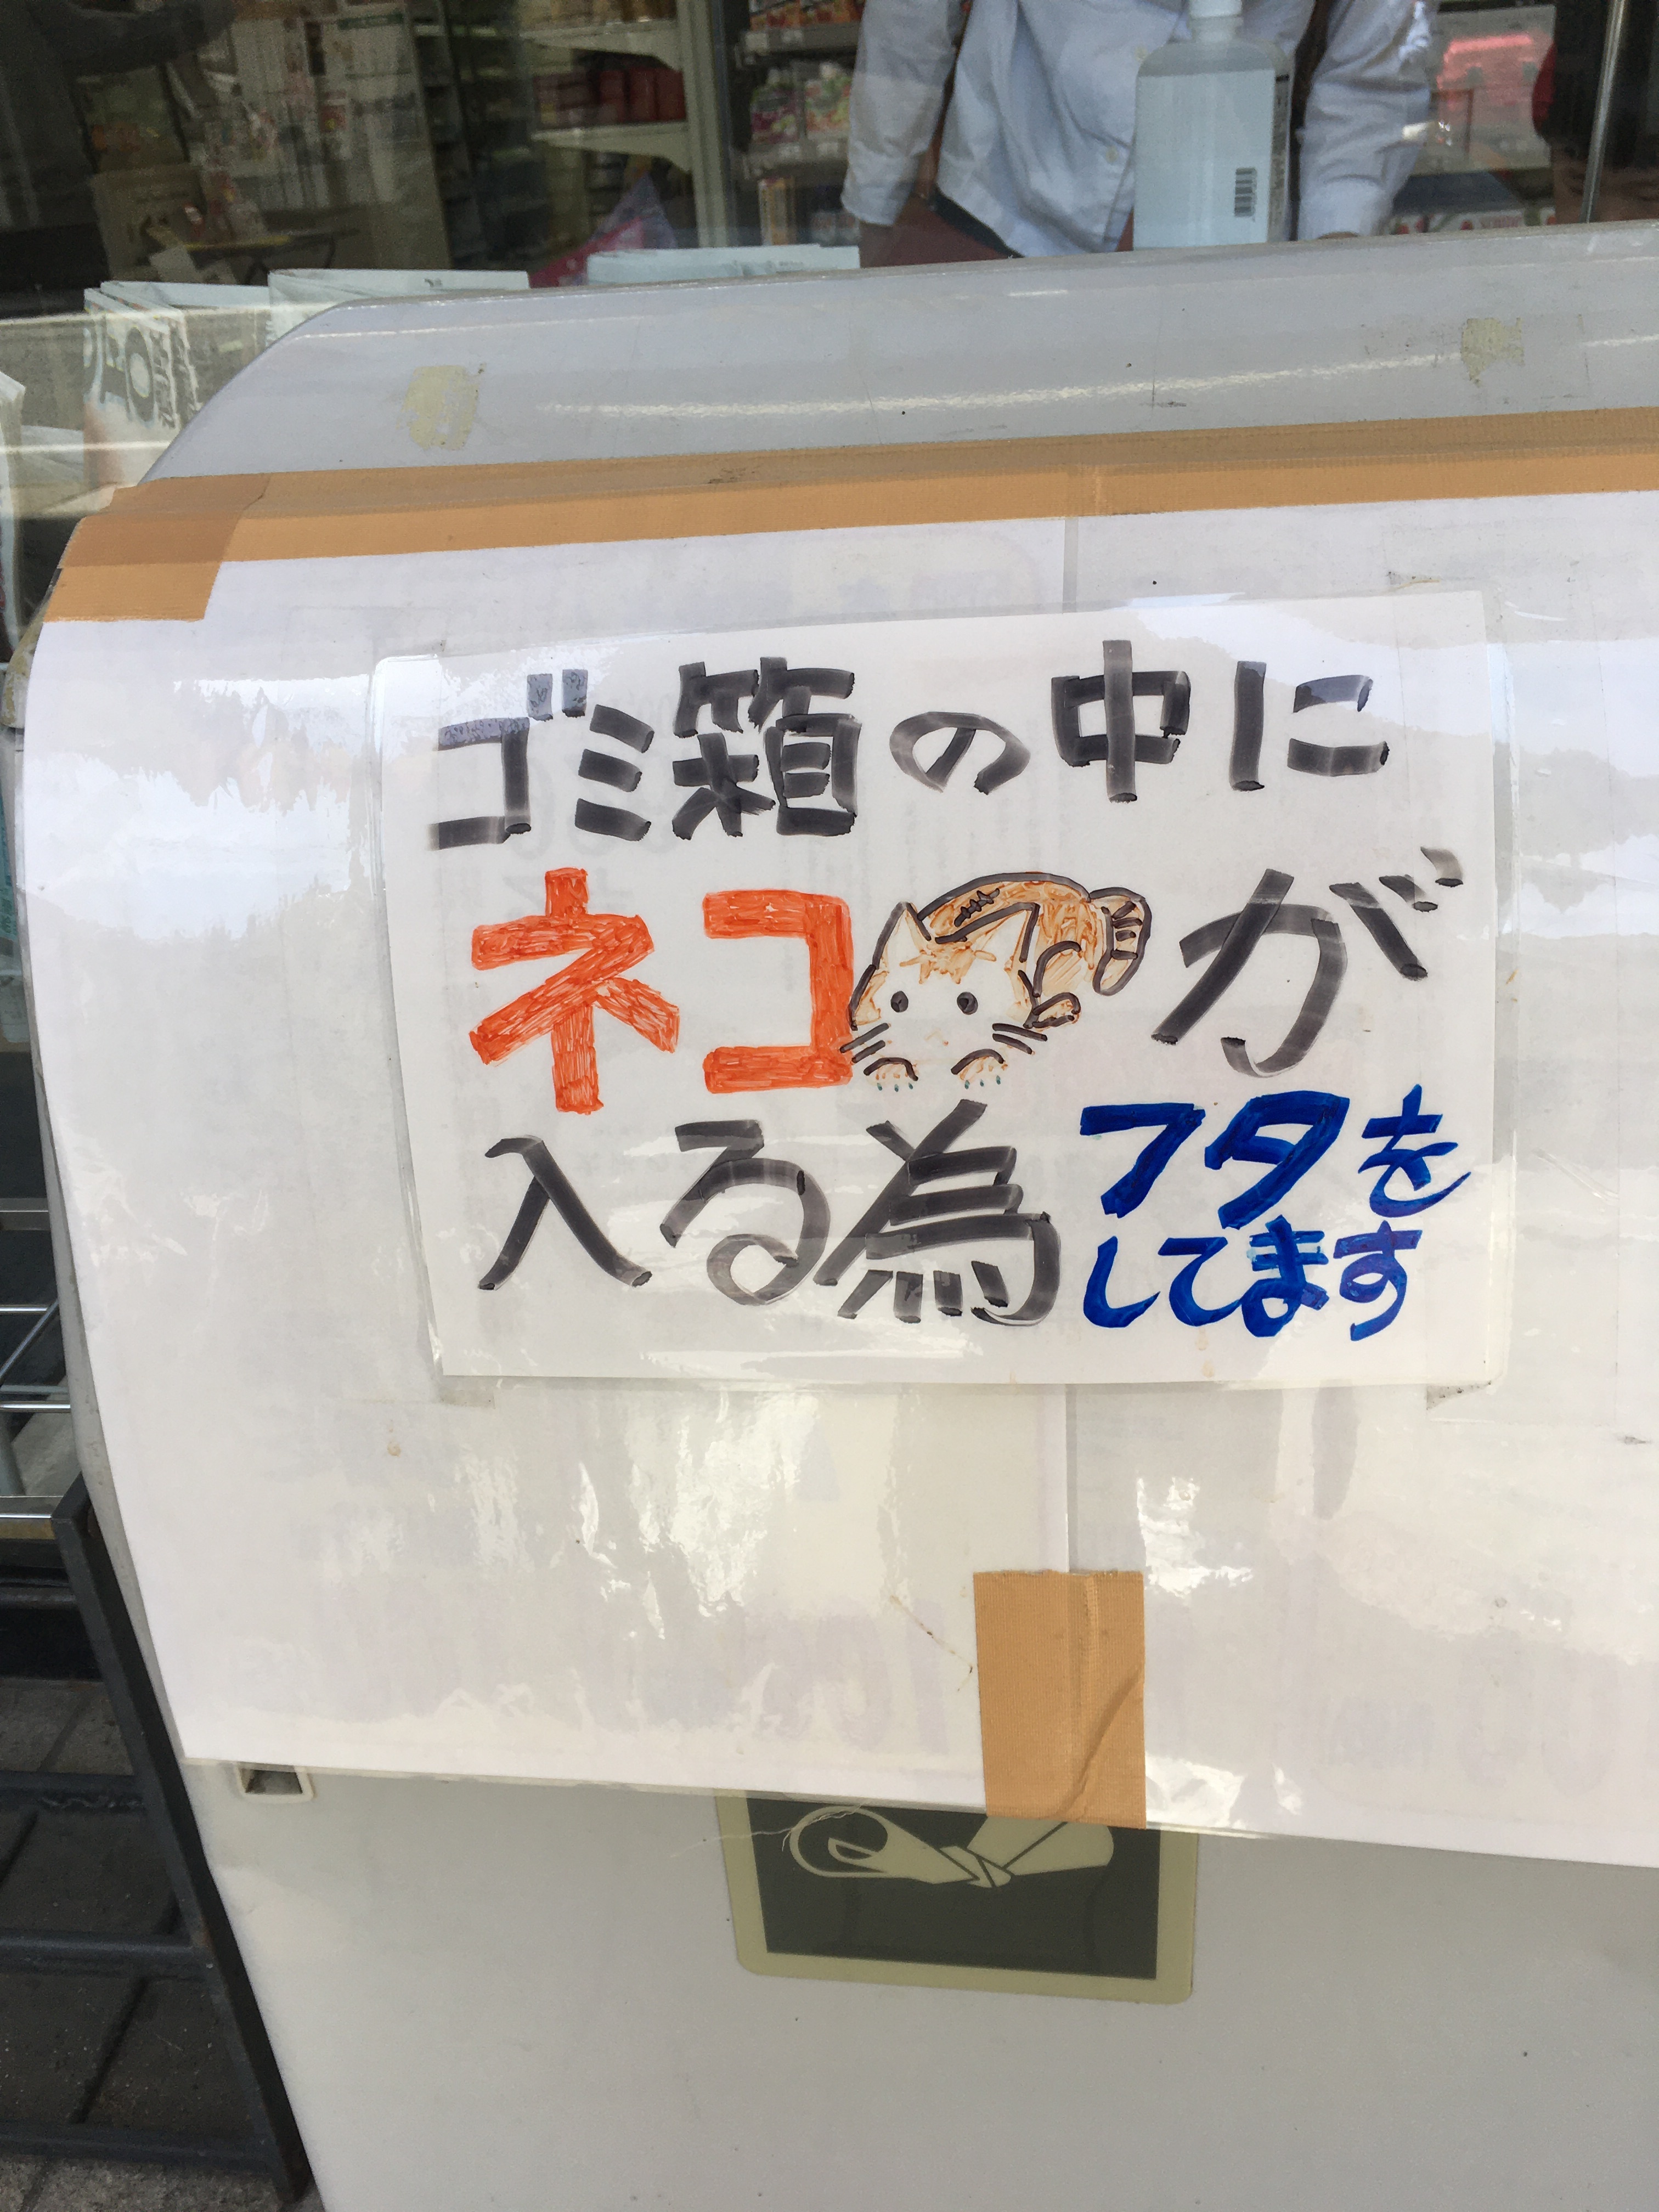 ゴミ箱の中に
ネコが
入る為フタを
してます